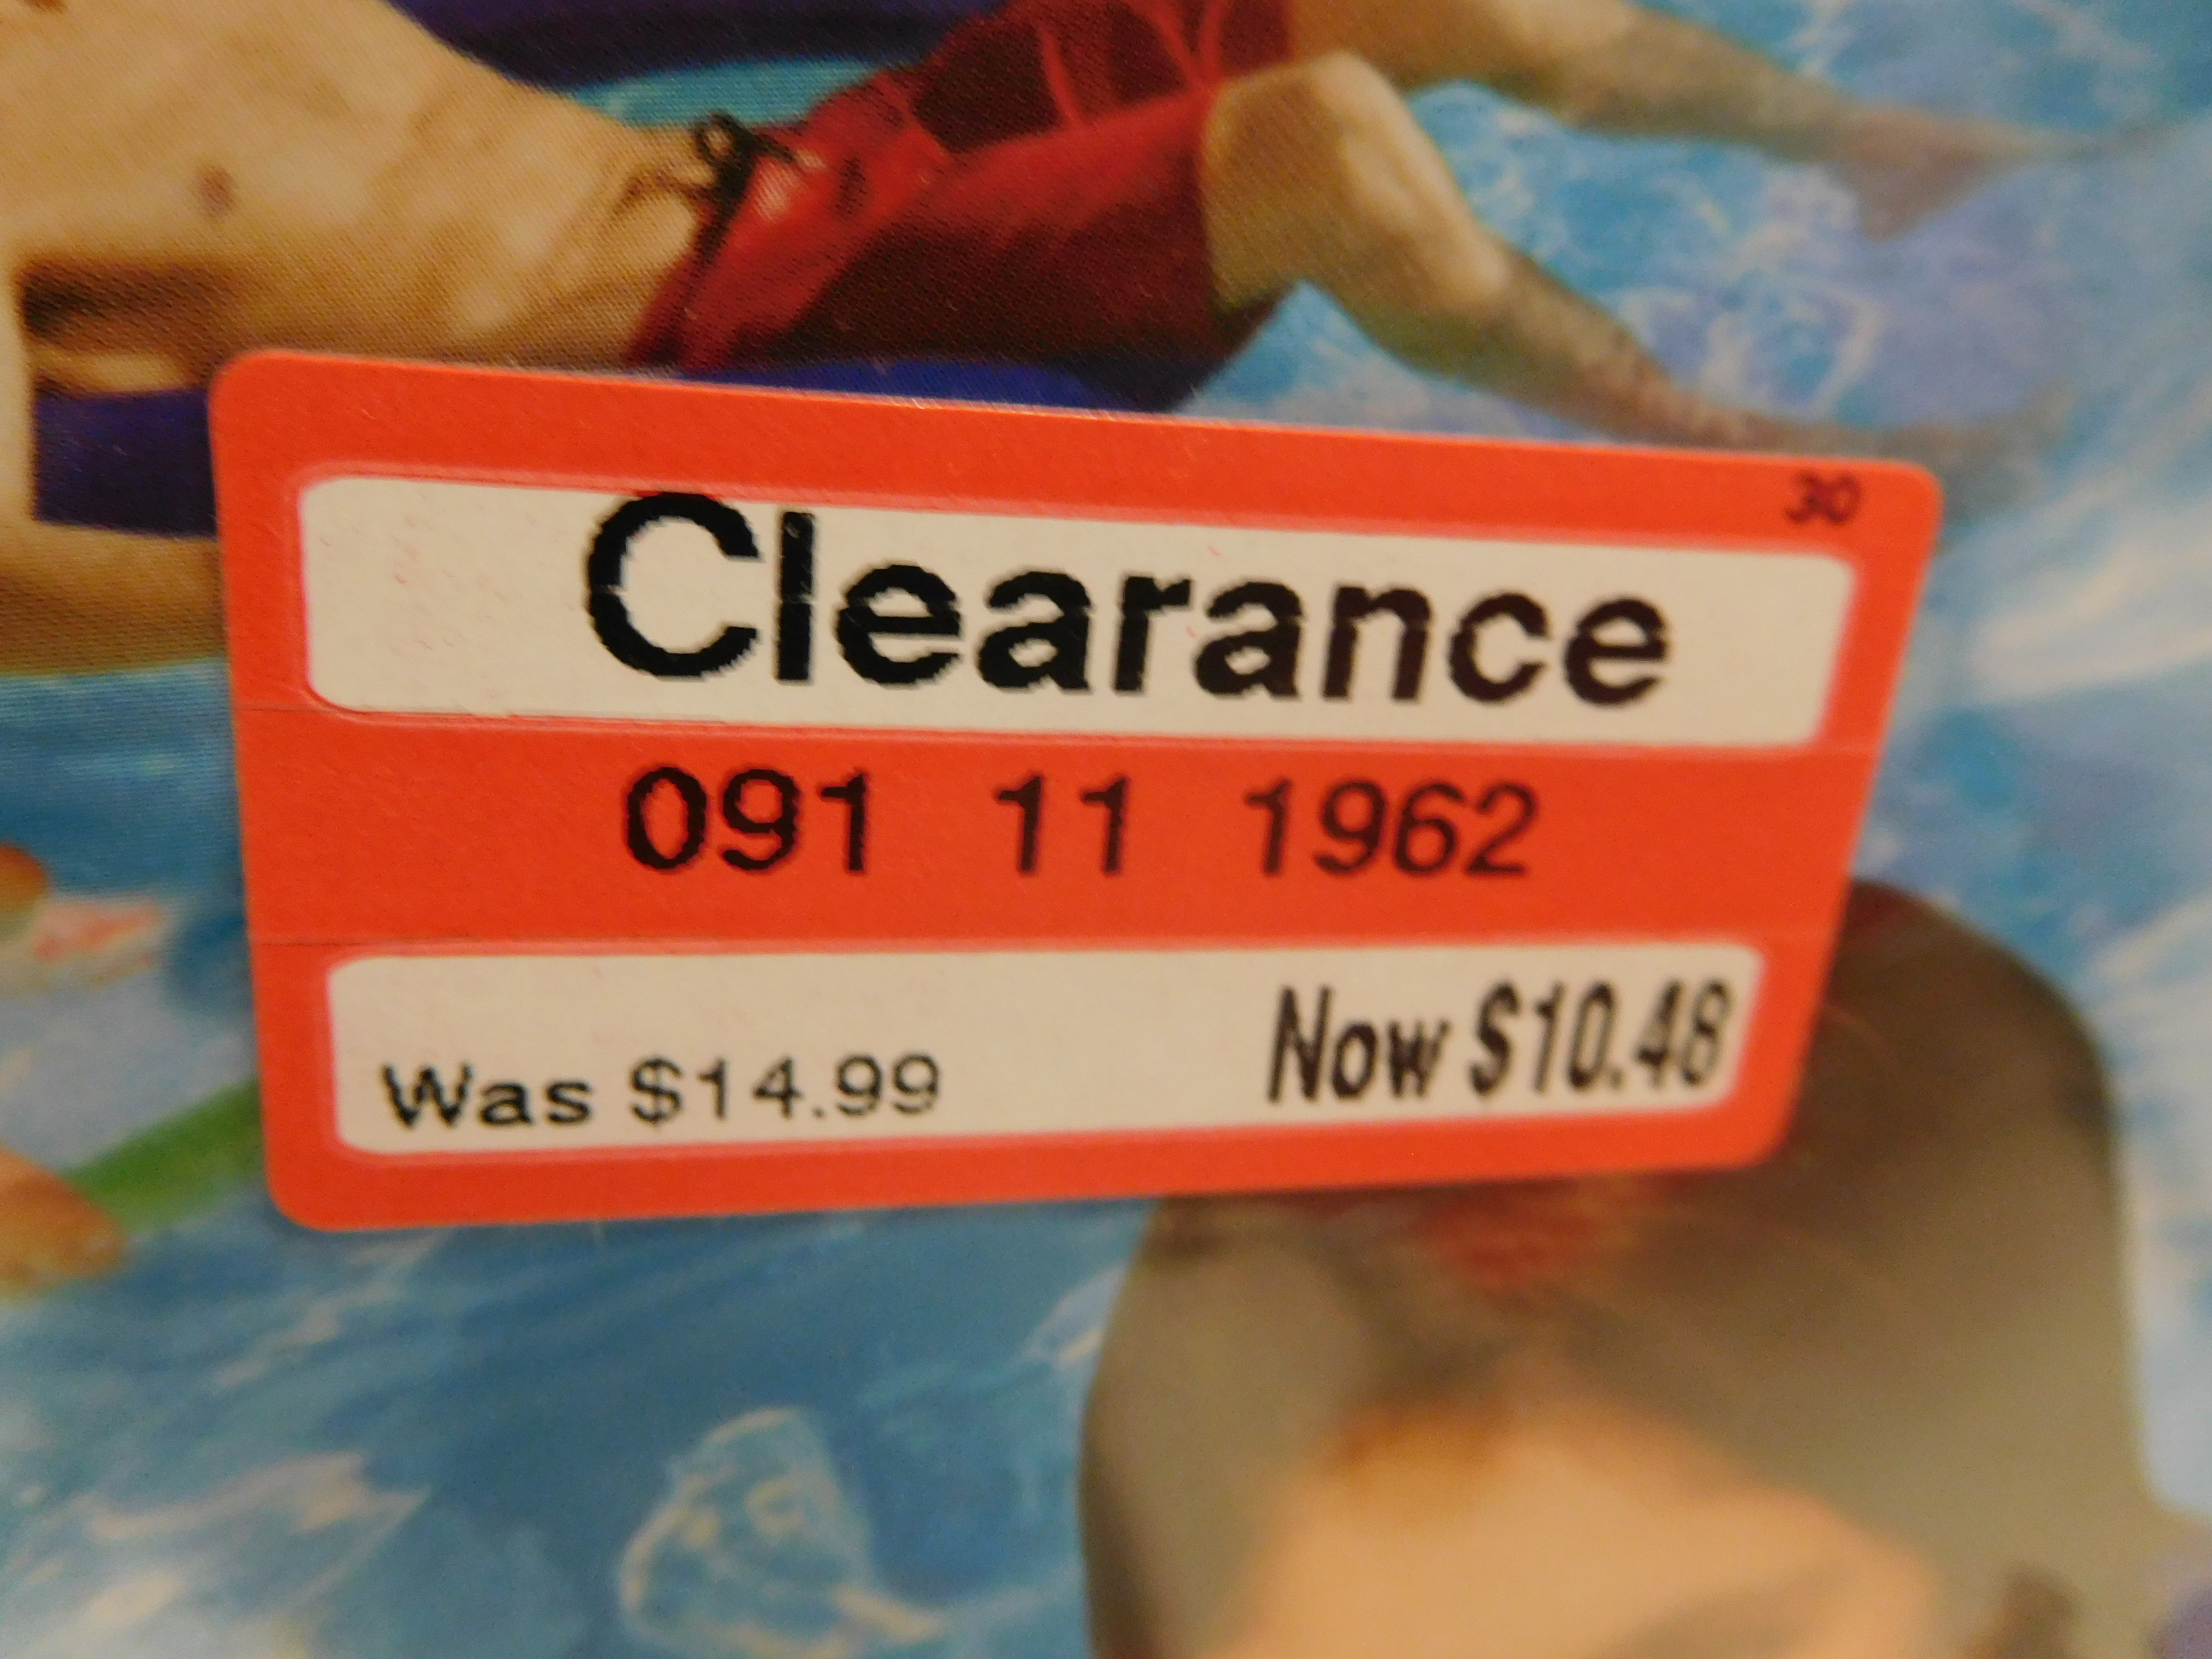 30
Clearance
091 11 1962
Was $14.99 Now $10.48